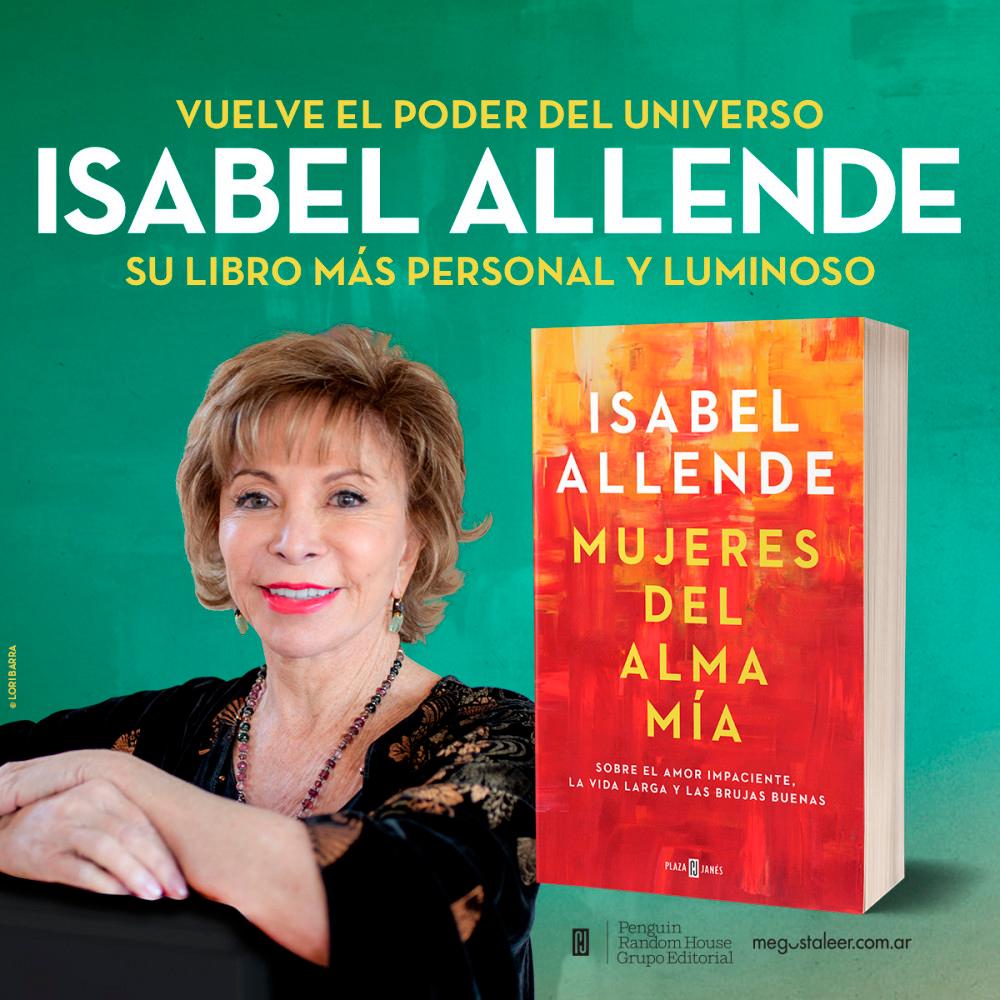 VUELVE EL PODER DEL UNIVERSO
ISABEL ALLENDE
SU LIBRO MÁS PERSONAL Y LUMINOSO
ISABEL
ALLENDE
MUJERES
DEL
ALMA
MÍA
SOBRE EL AMOR IMPACIENTE,
LA VIDA LARGA Y LAS BRUJAS BUENAS
PLAZA JANÉS
© LORI BARRA
Penguin
Random House
Grupo Editorial
megustaleer.com.ar